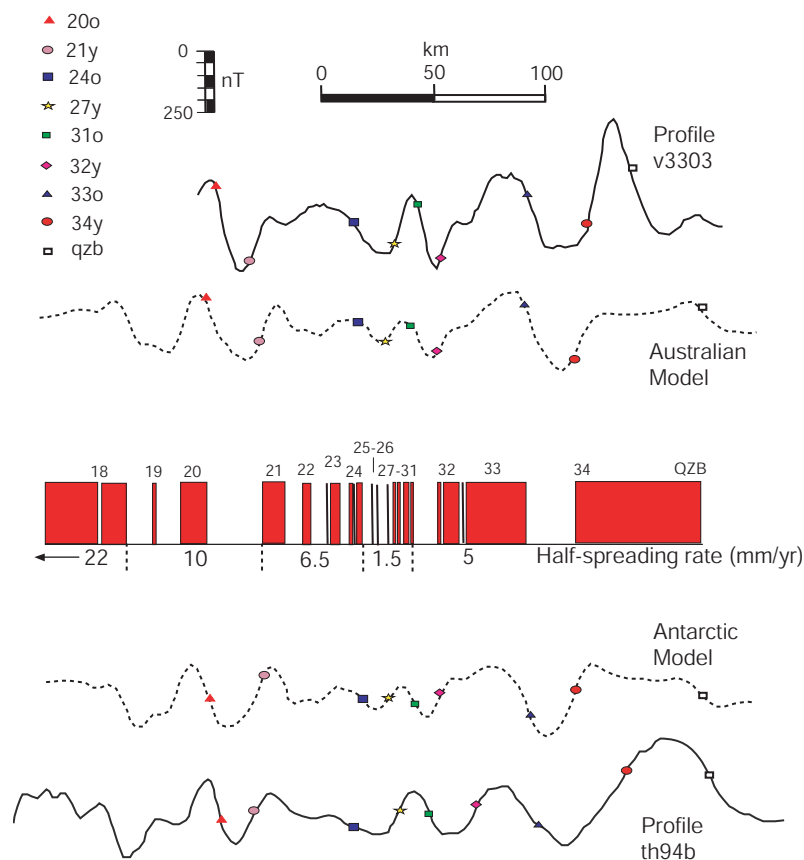 20o
21y
24o
27y
31o
32y
33o
34y
qzb
0
nT
250
km
0 50 100
Profile
v3303
Australian
Model
25-26
18 19 20 21 22 23 24 27-31 32 33 34 QZB
22 10 6.5 1.5 5 Half-spreading rate (mm/yr)
Antarctic
Model
Profile
th94b